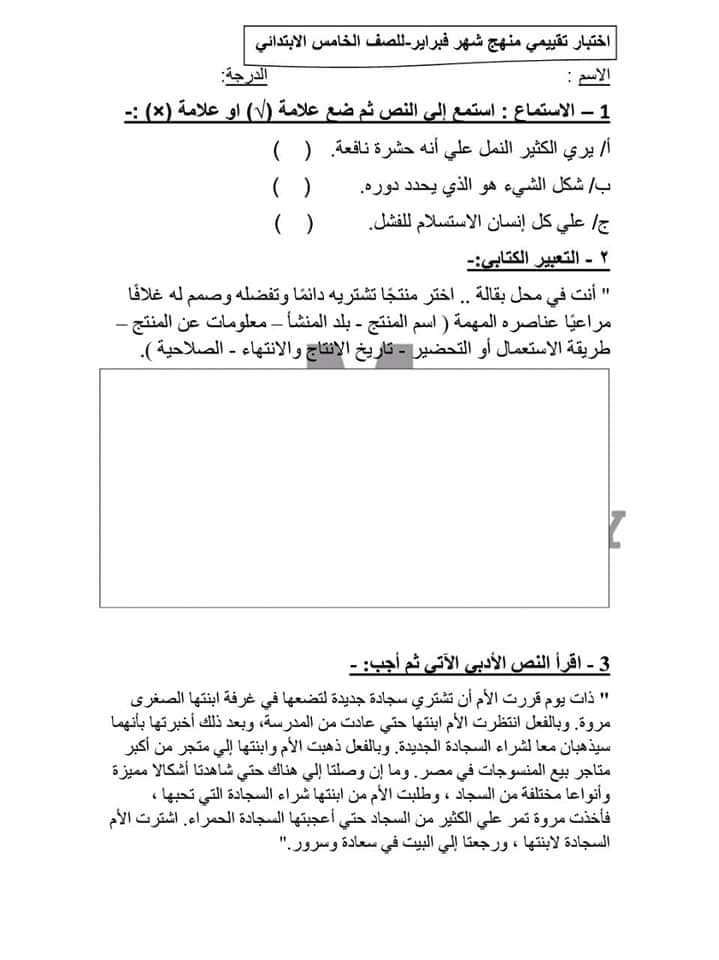 اختبار تقييمي منهج شهر فبراير-للصف الخامس الابتدائي
الاسم : الدرجة:
1 – الاستماع : استمع إلي النص ثم ضع علامة (√) او علامة (×) :-
أ/ يري الكثير النمل علي أنه حشرة نافعة. ( )
ب/ شكل الشيء هو الذي يحدد دوره. ( )
ج/ علي كل إنسان الاستسلام للفشل. ( )
٢ - التعبير الكتابي:-
" أنت في محل بقالة .. اختر منتجًا تشتريه دائمًا وتفضله وصمم له غلافًا
مراعيًا عناصره المهمة ( اسم المنتج - بلد المنشأ – معلومات عن المنتج –
طريقة الاستعمال أو التحضير - تاريخ الانتاج والانتهاء - الصلاحية ).
3 - اقرأ النص الأدبي الآتي ثم أجب: -
" ذات يوم قررت الأم أن تشتري سجادة جديدة لتضعها في غرفة ابنتها الصغرى
مروة. وبالفعل انتظرت الأم ابنتها حتي عادت من المدرسة، وبعد ذلك أخبرتها بأنهما
سيذهبان معا لشراء السجادة الجديدة. وبالفعل ذهبت الأم وابنتها إلي متجر من أكبر
متاجر بيع المنسوجات في مصر. وما إن وصلتا إلي هناك حتي شاهدتا أشكالا مميزة
وأنواعا مختلفة من السجاد ، وطلبت الأم من ابنتها شراء السجادة التي تحبها ،
فأخذت مروة تمر علي الكثير من السجاد حتي أعجبتها السجادة الحمراء. اشترت الأم
السجادة لابنتها ، ورجعتا إلي البيت في سعادة وسرور."